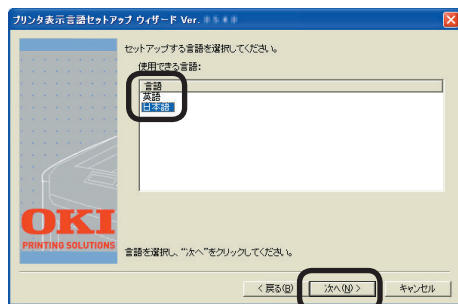 プリンタ表示言語セットアップ ウィザード Ver.
セットアップする言語を選択してください。
使用できる言語:
言語
英語
日本語
OKI
PRINTING SOLUTIONS
言語を選択し、"次へ"をクリックしてください。
< 戻る(B)
次へ(N) >
キャンセル